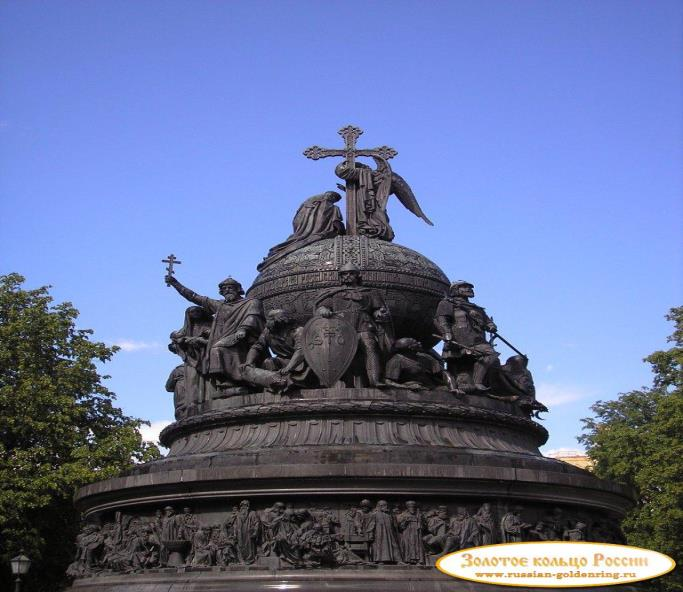 Золотое кольцо России
www.russian-goldenring.ru